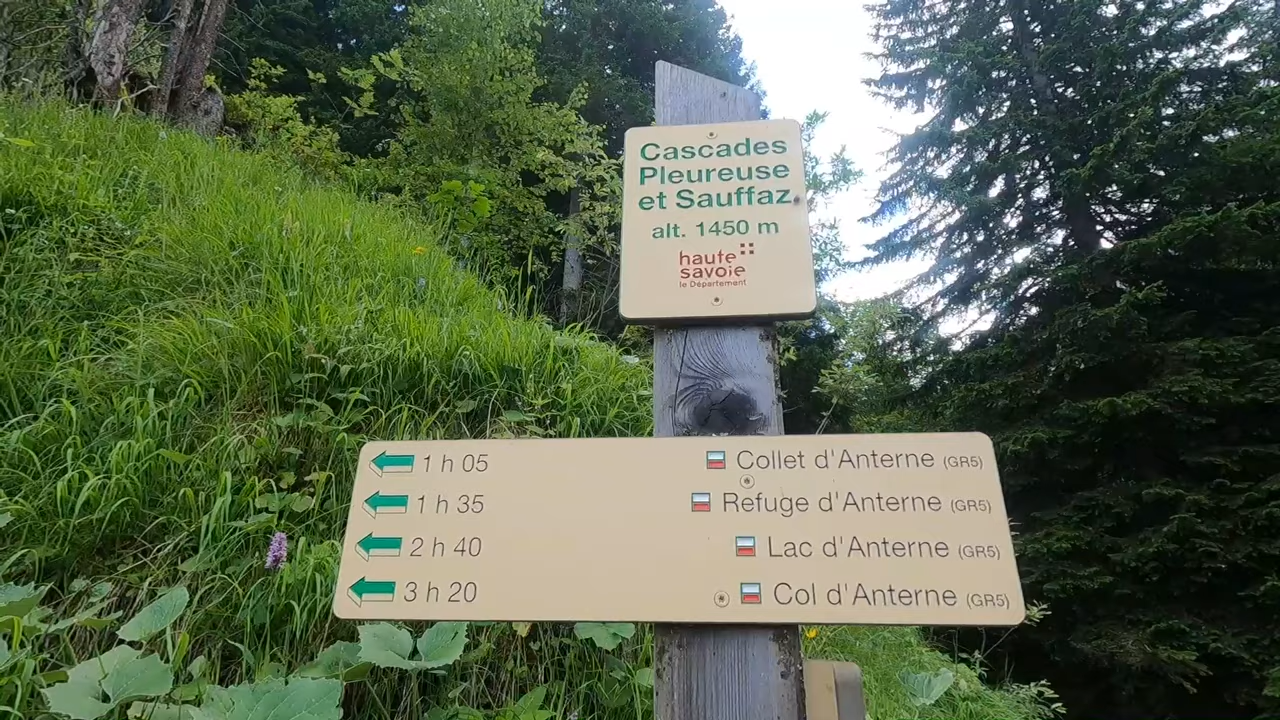 Cascades
Pleureuse
et Sauffaz
alt. 1450 m
haute
savoie
le Département
1 h 05 Collet d'Anterne (GR5)
1 h 35 Refuge d'Anterne (GR5)
2 h 40 Lac d'Anterne (GR5)
3 h 20 Col d'Anterne (GR5)